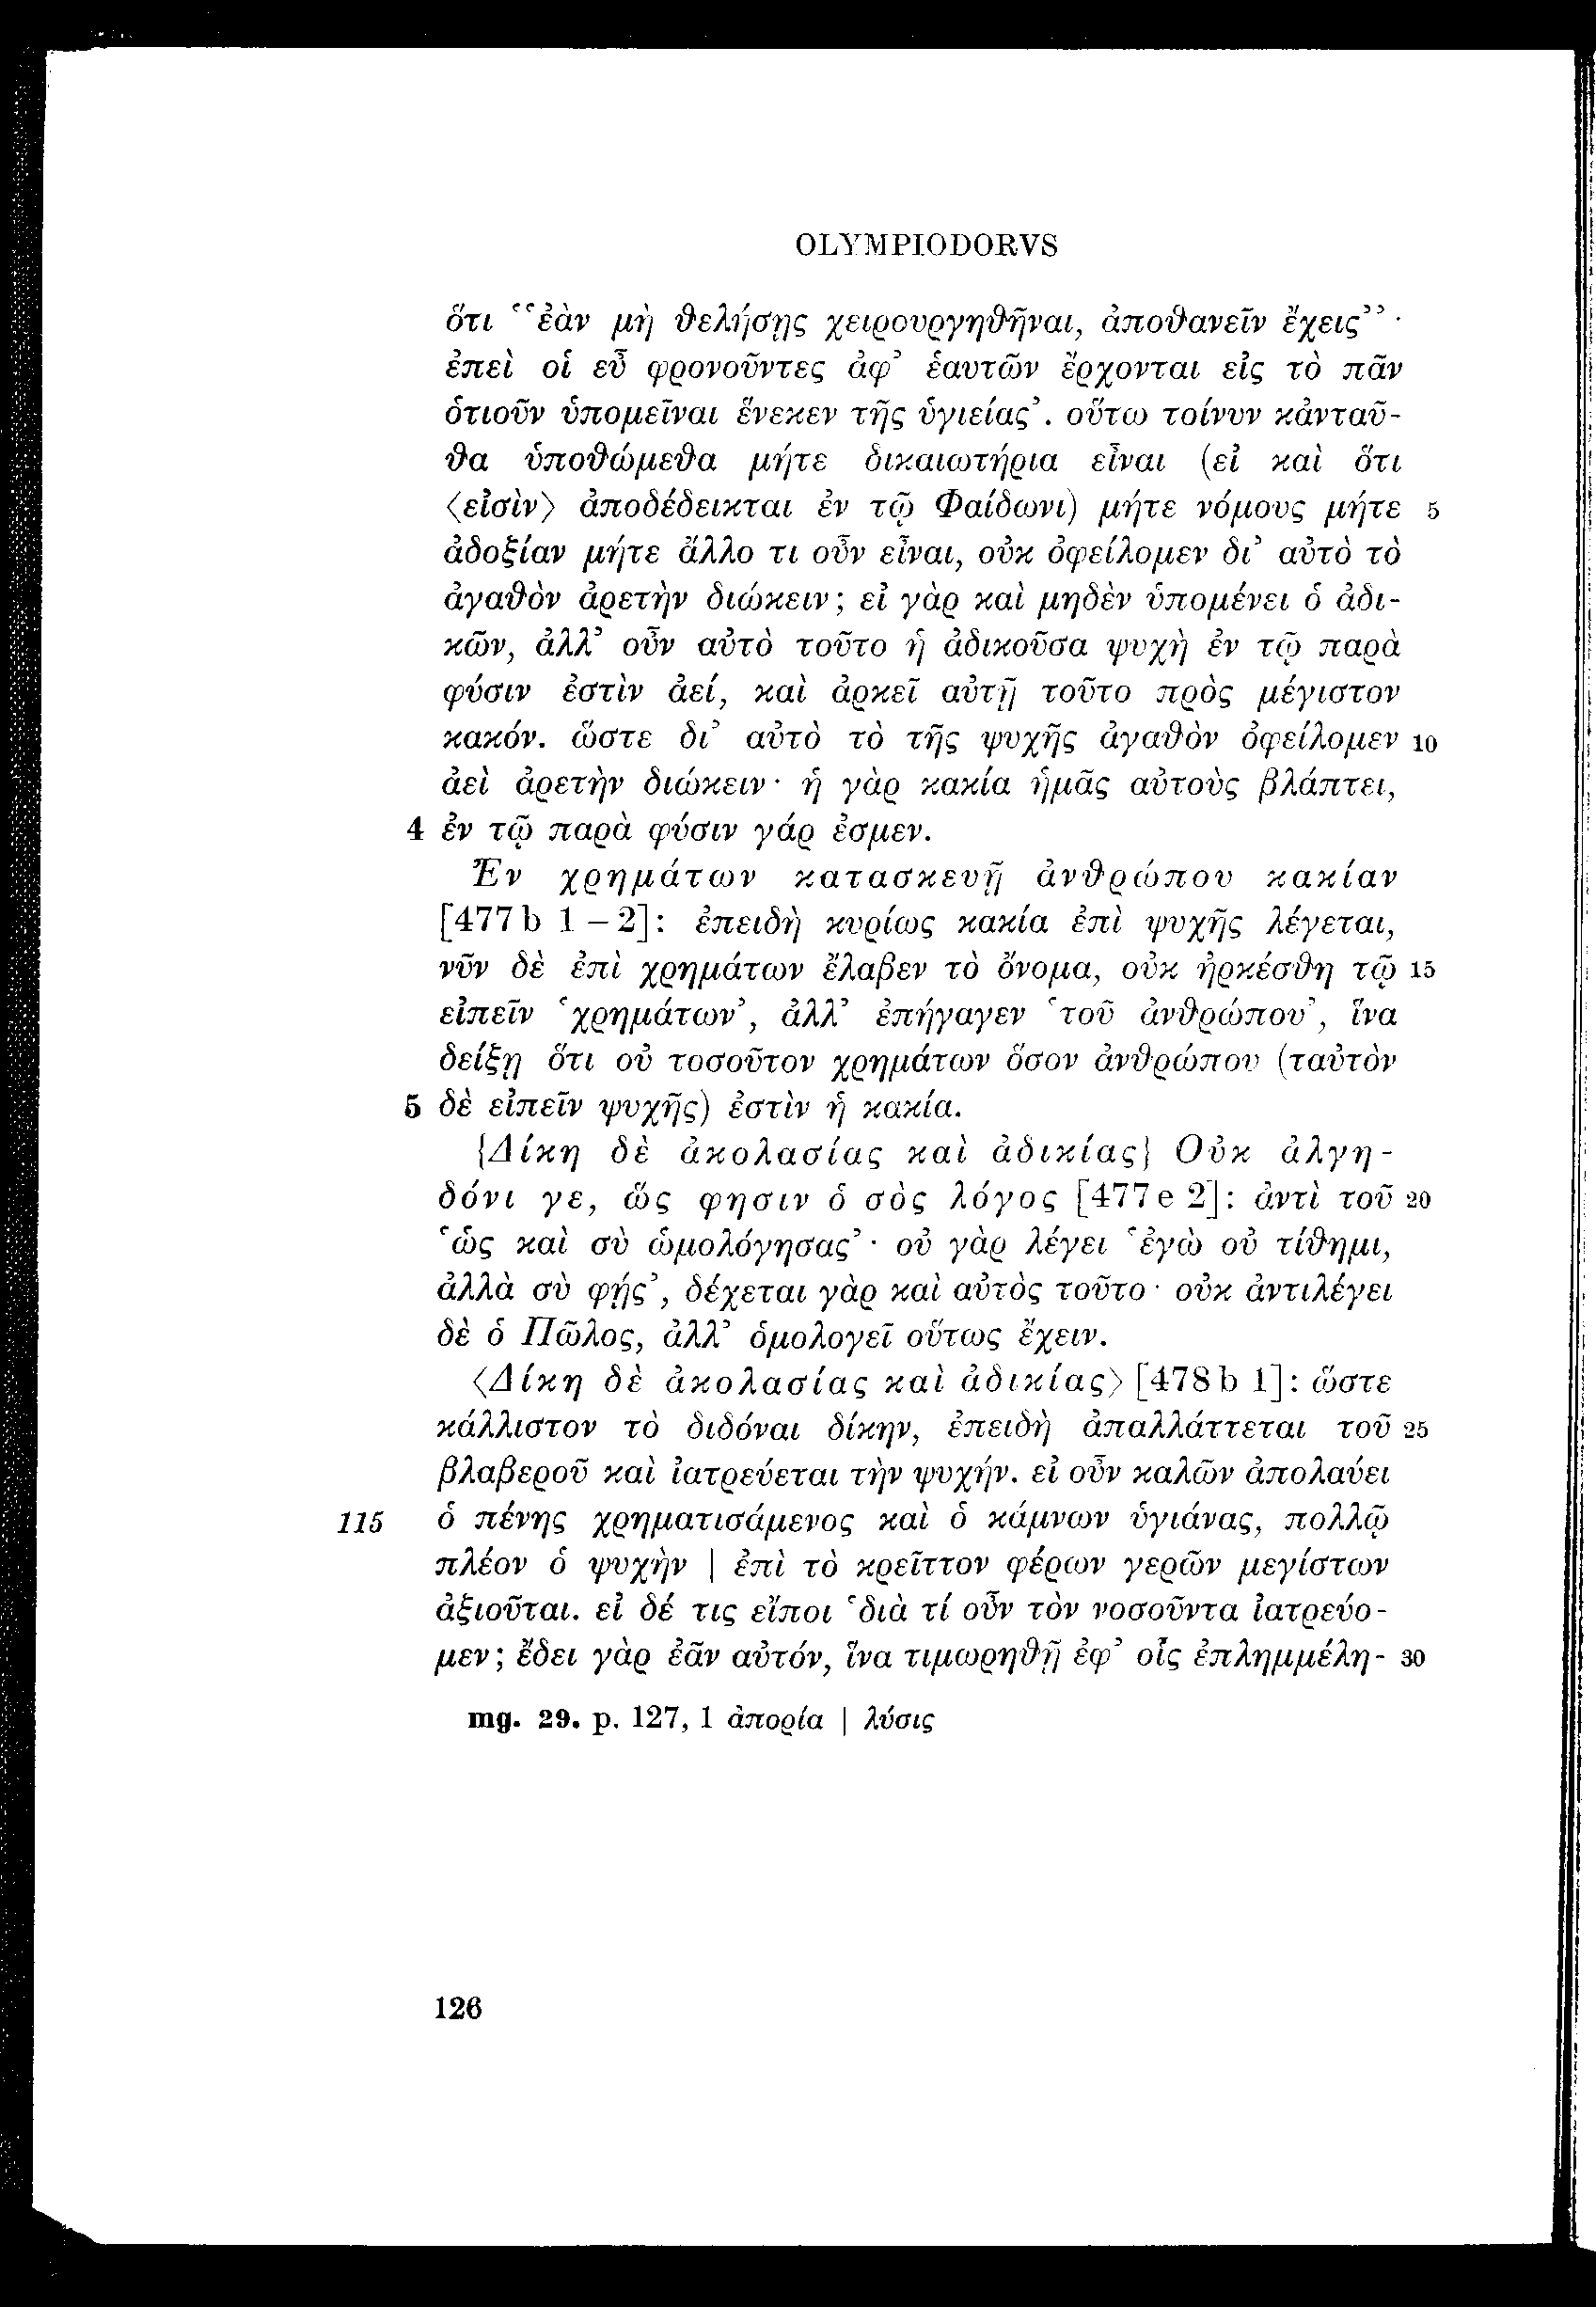 OLYMPIODORVS
ὅτι ‘‘ἐὰν μὴ θελήσῃς χειρουργηθῆναι, ἀποθανεῖν ἔχεις’’·
ἐπεὶ οἱ εὖ φρονοῦντες ἀφ’ ἑαυτῶν ἔρχονται εἰς τὸ πᾶν
ὁτιοῦν ὑπομεῖναι ἕνεκεν τῆς ὑγιείας’. οὕτω τοίνυν κἀνταῦ-
θα ὑποθώμεθα μήτε δικαιωτήρια εἶναι (εἰ καὶ ὅτι
⟨εἰσὶν⟩ ἀποδέδεικται ἐν τῷ Φαίδωνι) μήτε νόμους μήτε 5
ἀδοξίαν μήτε ἄλλο τι οὖν εἶναι, οὐκ ὀφείλομεν δι’ αὐτὸ τὸ
ἀγαθὸν ἀρετὴν διώκειν; εἰ γὰρ καὶ μηδὲν ὑπομένει ὁ ἀδι-
κῶν, ἀλλ’ οὖν αὐτὸ τοῦτο ἡ ἀδικοῦσα ψυχὴ ἐν τῷ παρὰ
φύσιν ἐστὶν ἀεί, καὶ ἀρκεῖ αὐτῇ τοῦτο πρὸς μέγιστον
κακόν. ὥστε δι’ αὐτὸ τὸ τῆς ψυχῆς ἀγαθὸν ὀφείλομεν 10
ἀεὶ ἀρετὴν διώκειν· ἡ γὰρ κακία ἡμᾶς αὐτοὺς βλάπτει,
4 ἐν τῷ παρὰ φύσιν γάρ ἐσμεν.
Ἐν χρημάτων κατασκευῇ ἀνθρώπου κακίαν
[477b 1–2]: ἐπειδὴ κυρίως κακία ἐπὶ ψυχῆς λέγεται,
νῦν δὲ ἐπὶ χρημάτων ἔλαβεν τὸ ὄνομα, οὐκ ἠρκέσθη τῷ 15
εἰπεῖν ‘χρημάτων’, ἀλλ’ ἐπήγαγεν ‘τοῦ ἀνθρώπου’, ἵνα
δείξῃ ὅτι οὐ τοσοῦτον χρημάτων ὅσον ἀνθρώπου (ταὐτὸν
5 δὲ εἰπεῖν ψυχῆς) ἐστὶν ἡ κακία.
{Δίκη δὲ ἀκολασίας καὶ ἀδικίας} Οὐκ ἀλγη-
δόνι γε, ὥς φησιν ὁ σὸς λόγος [477e 2]: ἀντὶ τοῦ 20
‘ὡς καὶ σὺ ὡμολόγησας’· οὐ γὰρ λέγει ‘ἐγὼ οὐ τίθημι,
ἀλλὰ σὺ φῄς’, δέχεται γὰρ καὶ αὐτὸς τοῦτο· οὐκ ἀντιλέγει
δὲ ὁ Πῶλος, ἀλλ’ ὁμολογεῖ οὕτως ἔχειν.
⟨Δίκη δὲ ἀκολασίας καὶ ἀδικίας⟩ [478b 1]: ὥστε
κάλλιστον τὸ διδόναι δίκην, ἐπειδὴ ἀπαλλάττεται τοῦ 25
βλαβεροῦ καὶ ἰατρεύεται τὴν ψυχήν. εἰ οὖν καλῶν ἀπολαύει
115 ὁ πένης χρηματισάμενος καὶ ὁ κάμνων ὑγιάνας, πολλῷ
πλέον ὁ ψυχὴν | ἐπὶ τὸ κρεῖττον φέρων γερῶν μεγίστων
ἀξιοῦται. εἰ δέ τις εἴποι ‘διὰ τί οὖν τὸν νοσοῦντα ἰατρεύο-
μεν; ἔδει γὰρ ἐᾶν αὐτόν, ἵνα τιμωρηθῇ ἐφ’ οἷς ἐπλημμέλη- 30
mg. 29. p. 127, 1 ἀπορία | λύσις
126